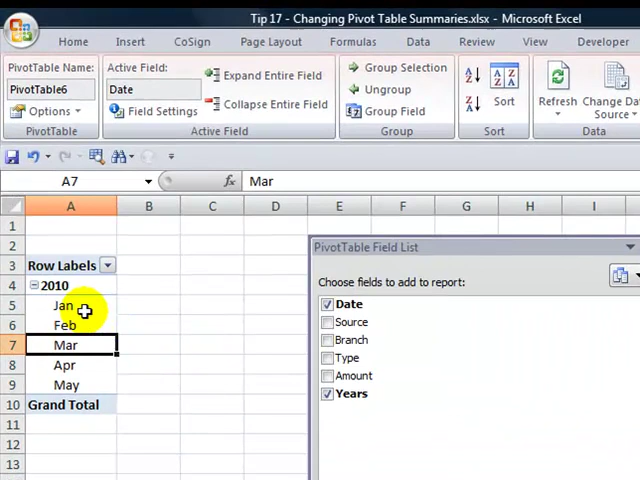 Tip 17 - Changing Pivot Table Summaries.xlsx - Microsoft Excel
Home Insert CoSign Page Layout Formulas Data Review View Developer
PivotTable Name: Active Field: Expand Entire Field Group Selection
PivotTable6 Date Collapse Entire Field Ungroup Sort Refresh Change Da
Options Field Settings Group Field Sour
PivotTable Active Field Group Sort Data
A7 fx Mar
A B C D E F G H I
1
2
3 Row Labels
4 2010
5 Jan
6 Feb
7 Mar
8 Apr
9 May
10 Grand Total
11
12
13
PivotTable Field List
Choose fields to add to report:
Date
Source
Branch
Type
Amount
Years